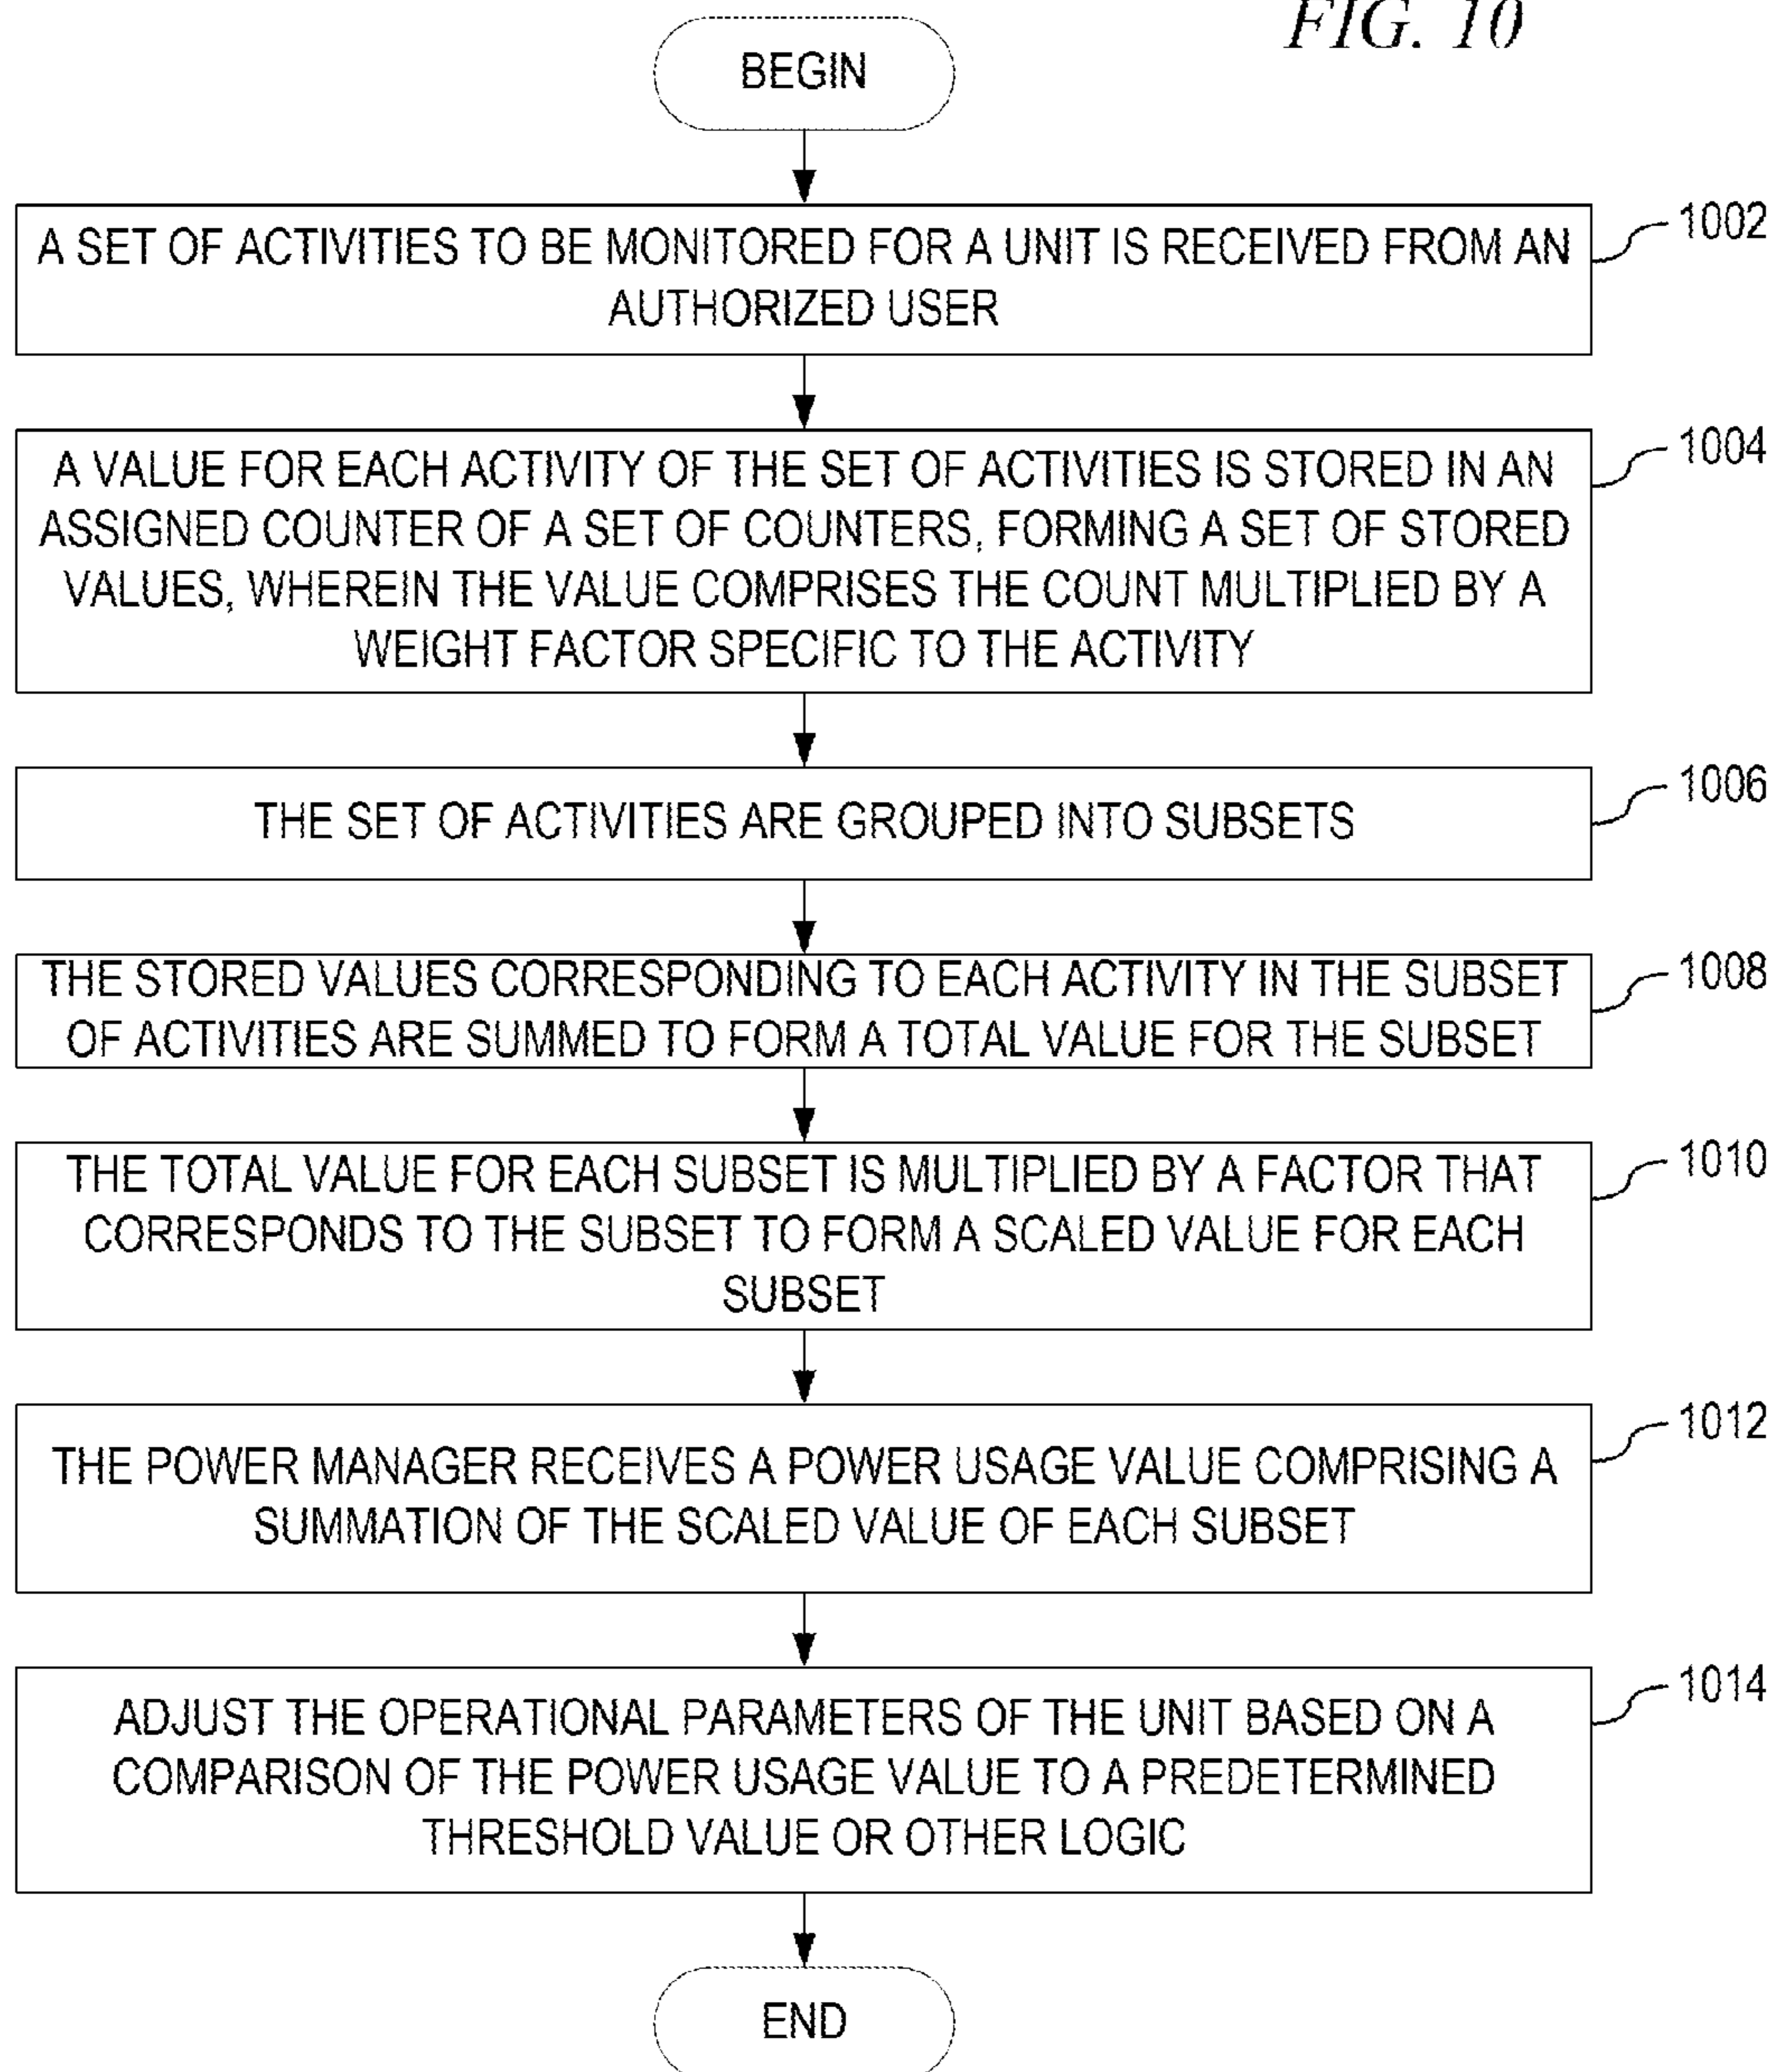 FIG. 10
BEGIN
A SET OF ACTIVITIES TO BE MONITORED FOR A UNIT IS RECEIVED FROM AN
AUTHORIZED USER
1002
A VALUE FOR EACH ACTIVITY OF THE SET OF ACTIVITIES IS STORED IN AN
ASSIGNED COUNTER OF A SET OF COUNTERS, FORMING A SET OF STORED
VALUES, WHEREIN THE VALUE COMPRISES THE COUNT MULTIPLIED BY A
WEIGHT FACTOR SPECIFIC TO THE ACTIVITY
1004
THE SET OF ACTIVITIES ARE GROUPED INTO SUBSETS
1006
THE STORED VALUES CORRESPONDING TO EACH ACTIVITY IN THE SUBSET
OF ACTIVITIES ARE SUMMED TO FORM A TOTAL VALUE FOR THE SUBSET
1008
THE TOTAL VALUE FOR EACH SUBSET IS MULTIPLIED BY A FACTOR THAT
CORRESPONDS TO THE SUBSET TO FORM A SCALED VALUE FOR EACH
SUBSET
1010
THE POWER MANAGER RECEIVES A POWER USAGE VALUE COMPRISING A
SUMMATION OF THE SCALED VALUE OF EACH SUBSET
1012
ADJUST THE OPERATIONAL PARAMETERS OF THE UNIT BASED ON A
COMPARISON OF THE POWER USAGE VALUE TO A PREDETERMINED
THRESHOLD VALUE OR OTHER LOGIC
1014
END